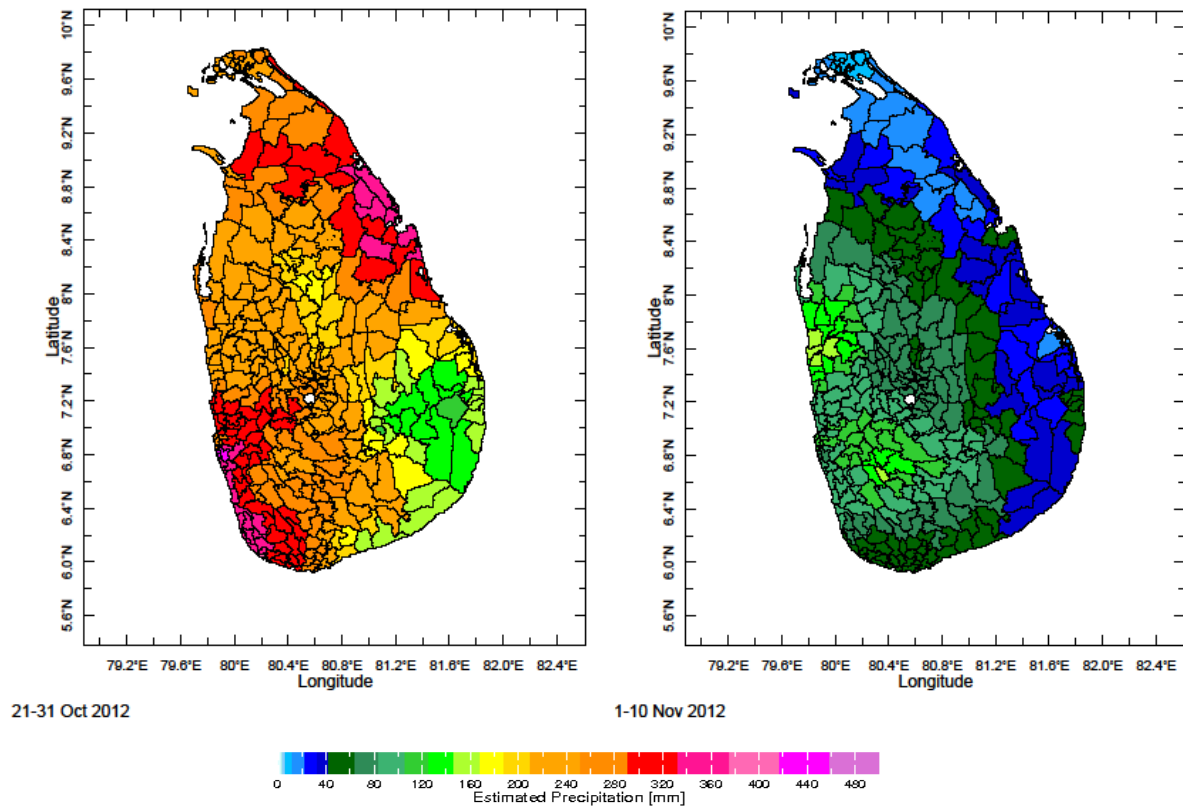 10°N
9.6°N
9.2°N
8.8°N
8.4°N
8°N
7.6°N
7.2°N
6.8°N
6.4°N
6.0°N
5.6°N
Latitude
79.2°E 79.6°E 80°E 80.4°E 80.8°E 81.2°E 81.6°E 82.0°E 82.4°E
Longitude
21-31 Oct 2012
10°N
9.6°N
9.2°N
8.8°N
8.4°N
8°N
7.6°N
7.2°N
6.8°N
6.4°N
6.0°N
5.6°N
Latitude
79.2°E 79.6°E 80°E 80.4°E 80.8°E 81.2°E 81.6°E 82.0°E 82.4°E
Longitude
1-10 Nov 2012
0 40 80 120 160 200 240 280 320 360 400 440 480
Estimated Precipitation [mm]